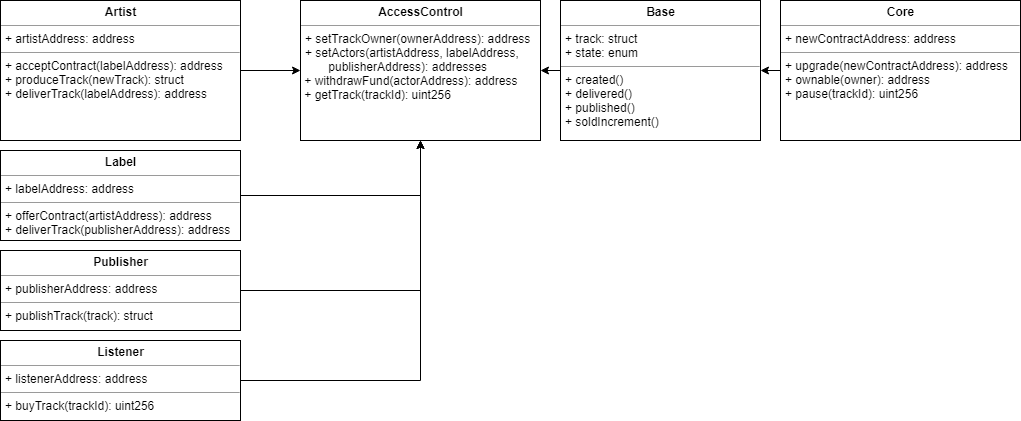 Artist
+ artistAddress: address
+ acceptContract(labelAddress): address
+ produceTrack(newTrack): struct
+ deliverTrack(labelAddress): address
AccessControl
+ setTrackOwner(ownerAddress): address
+ setActors(artistAddress, labelAddress,
publisherAddress): addresses
+ withdrawFund(actorAddress): address
+ getTrack(trackId): uint256
Base
+ track: struct
+ state: enum
+ created()
+ delivered()
+ published()
+ soldIncrement()
Core
+ newContractAddress: address
+ upgrade(newContractAddress): address
+ ownable(owner): address
+ pause(trackId): uint256
Label
+ labelAddress: address
+ offerContract(artistAddress): address
+ deliverTrack(publisherAddress): address
Publisher
+ publisherAddress: address
+ publishTrack(track): struct
Listener
+ listenerAddress: address
+ buyTrack(trackId): uint256